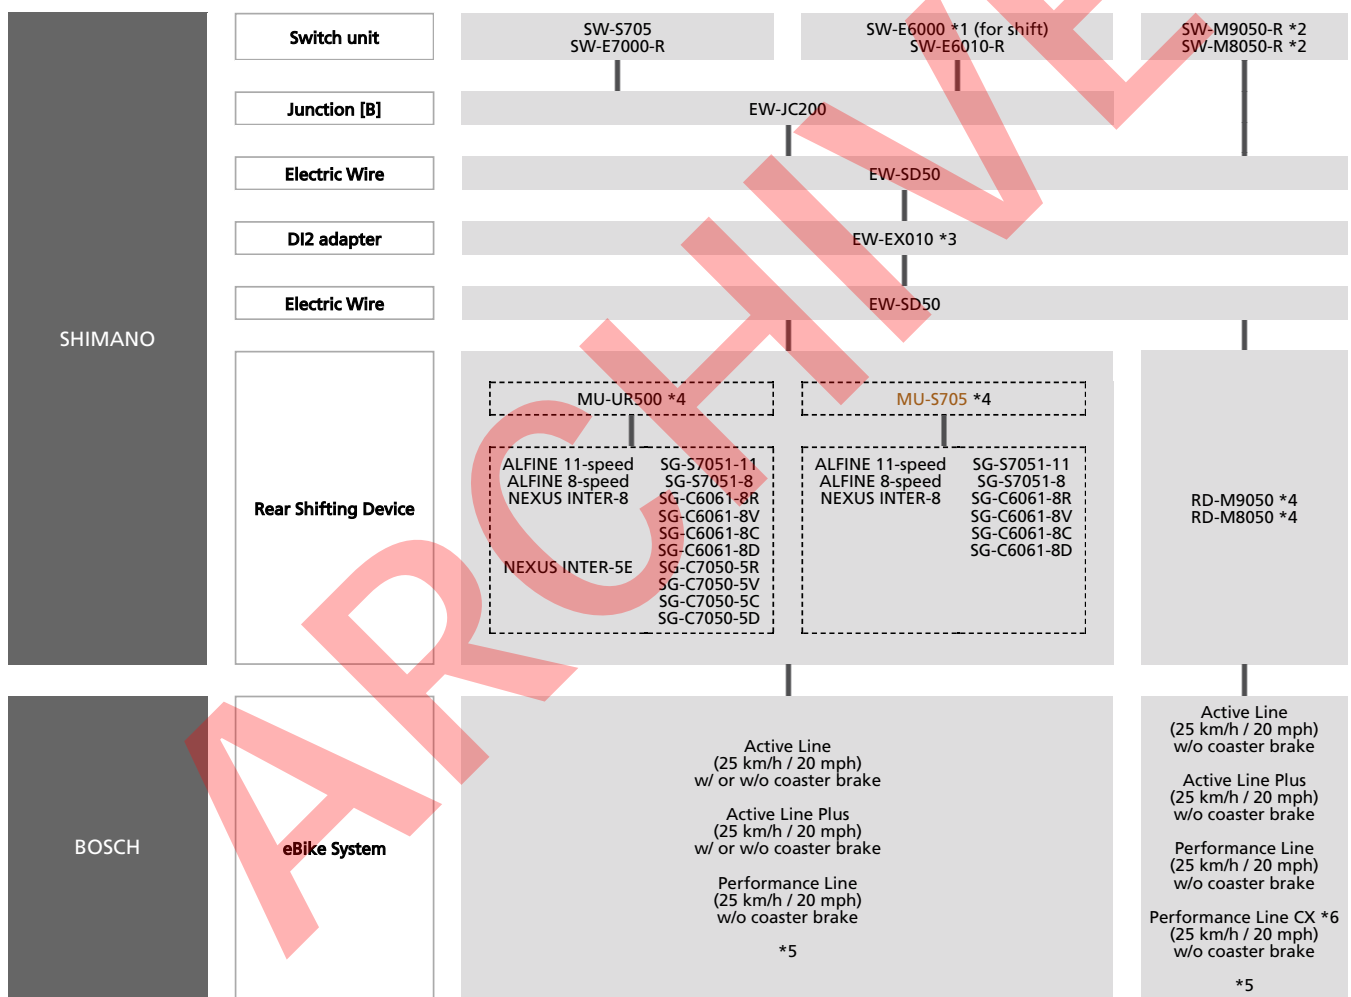 SHIMANO
Switch unit
SW-S705
SW-E7000-R
SW-E6000 *1 (for shift)
SW-E6010-R
SW-M9050-R *2
SW-M8050-R *2
Junction [B]
EW-JC200
Electric Wire
EW-SD50
DI2 adapter
EW-EX010 *3
Electric Wire
EW-SD50
Rear Shifting Device
MU-UR500 *4
ALFINE 11-speed SG-S7051-11
ALFINE 8-speed SG-S7051-8
NEXUS INTER-8 SG-C6061-8R
SG-C6061-8V
SG-C6061-8C
SG-C6061-8D
NEXUS INTER-5E SG-C7050-5R
SG-C7050-5V
SG-C7050-5C
SG-C7050-5D
MU-S705 *4
ALFINE 11-speed SG-S7051-11
ALFINE 8-speed SG-S7051-8
NEXUS INTER-8 SG-C6061-8R
SG-C6061-8V
SG-C6061-8C
SG-C6061-8D
RD-M9050 *4
RD-M8050 *4
BOSCH
eBike System
Active Line
(25 km/h / 20 mph)
w/ or w/o coaster brake
Active Line Plus
(25 km/h / 20 mph)
w/ or w/o coaster brake
Performance Line
(25 km/h / 20 mph)
w/o coaster brake
*5
Active Line
(25 km/h / 20 mph)
w/o coaster brake
Active Line Plus
(25 km/h / 20 mph)
w/o coaster brake
Performance Line
(25 km/h / 20 mph)
w/o coaster brake
Performance Line CX *6
(25 km/h / 20 mph)
w/o coaster brake
*5
ARCHIVE